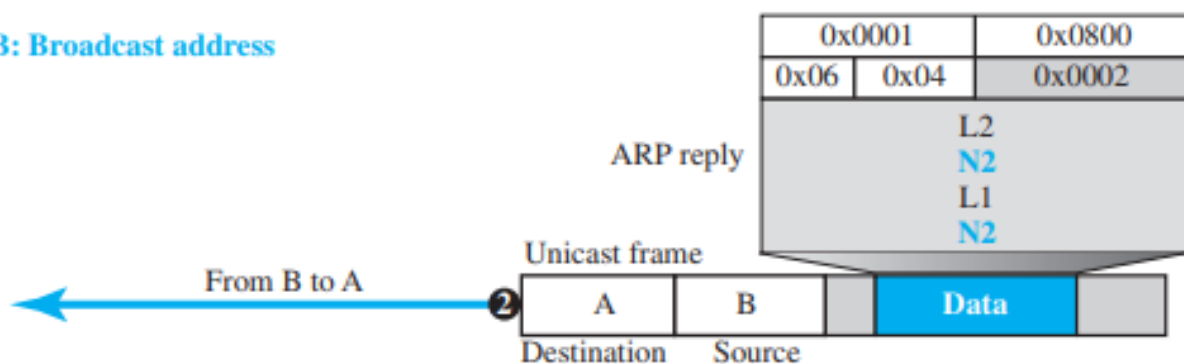 3: Broadcast address
0x0001 0x0800
0x06 0x04 0x0002
L2
N2
L1
N2
ARP reply
Unicast frame
From B to A
2 A B Data
Destination Source